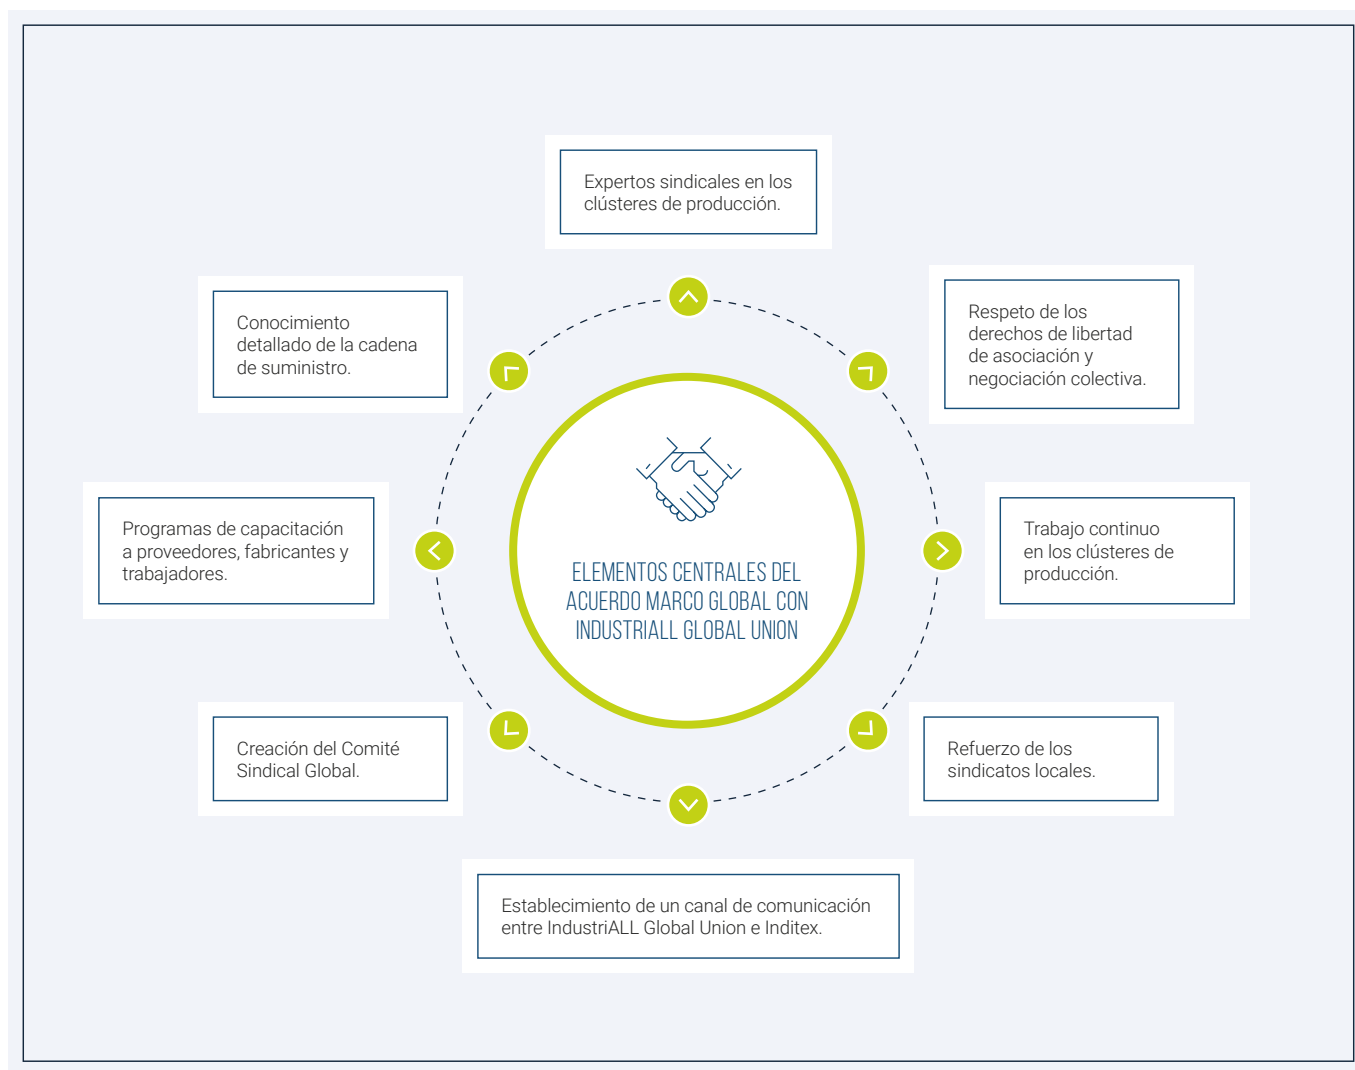 Expertos sindicales en los
clústeres de producción.
Respeto de los
derechos de libertad
de asociación y
negociación colectiva.
Trabajo continuo
en los clústeres de
producción.
Refuerzo de los
sindicatos locales.
Establecimiento de un canal de comunicación
entre IndustriALL Global Union e Inditex.
Creación del Comité
Sindical Global.
Programas de capacitación
a proveedores, fabricantes y
trabajadores.
Conocimiento
detallado de la cadena
de suministro.
ELEMENTOS CENTRALES DEL
ACUERDO MARCO GLOBAL CON
INDUSTRIALL GLOBAL UNION